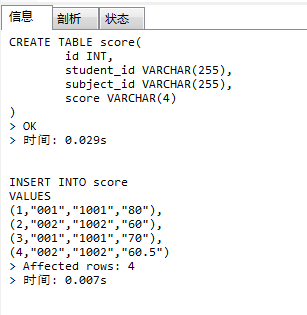 信息 剖析 状态
CREATE TABLE score(
        id INT,
        student_id VARCHAR(255),
        subject_id VARCHAR(255),
        score VARCHAR(4)
)
> OK
> 时间: 0.029s
INSERT INTO score
VALUES
(1,"001","1001","80"),
(2,"002","1002","60"),
(3,"001","1001","70"),
(4,"002","1002","60.5")
> Affected rows: 4
> 时间: 0.007s